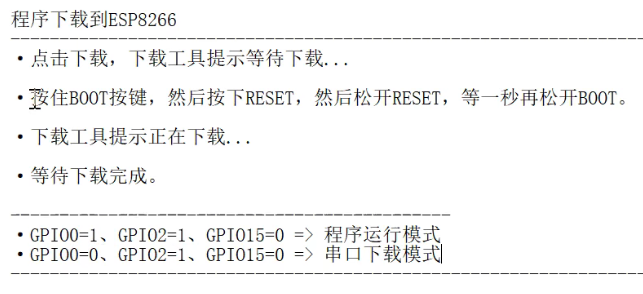 程序下载到ESP8266
--------------------------------------------------------------
·点击下载，下载工具提示等待下载...
·按住BOOT按键，然后按下RESET，然后松开RESET，等一秒再松开BOOT。
·下载工具提示正在下载...
·等待下载完成。
------------------------------------------
·GPIO0=1、GPIO2=1、GPIO15=0 => 程序运行模式
·GPIO0=0、GPIO2=1、GPIO15=0 => 串口下载模式
--------------------------------------------------------------